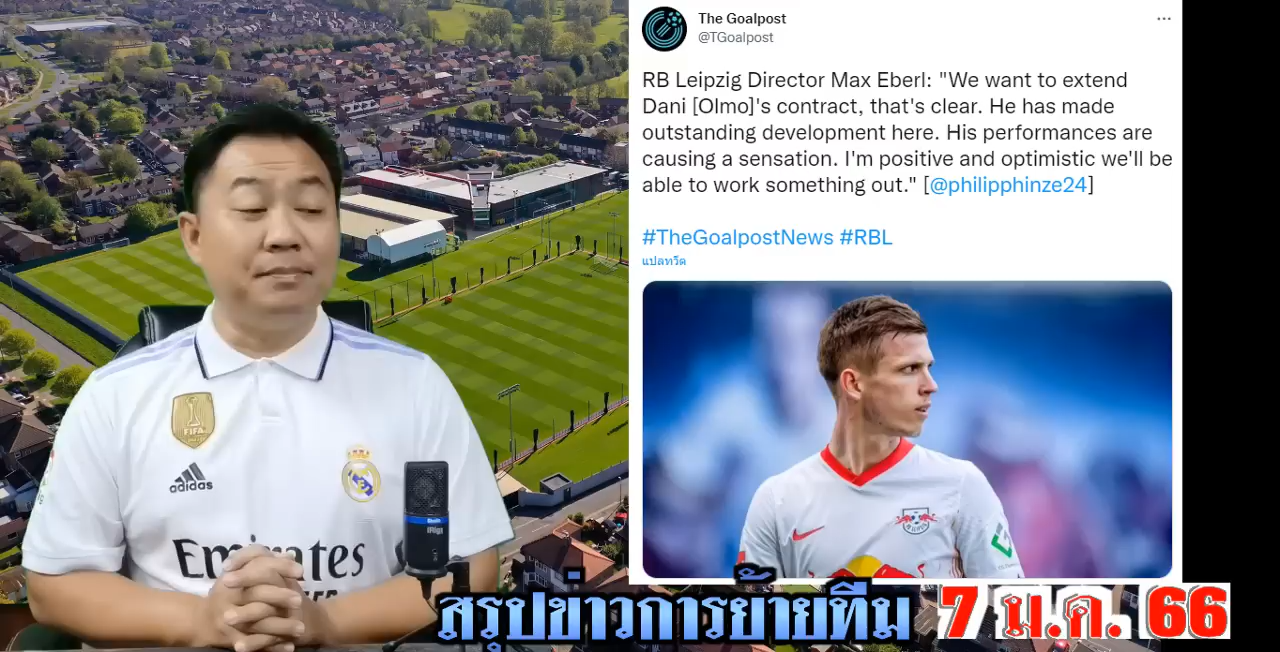 The Goalpost
@TGoalpost
RB Leipzig Director Max Eberl: "We want to extend
Dani [Olmo]'s contract, that's clear. He has made
outstanding development here. His performances are
causing a sensation. I'm positive and optimistic we'll be
able to work something out." [@philipphinze24]
#TheGoalpostNews #RBL
แปลทวีต
FIFA
adidas
Emirates
iRig
สรุปข่าวการย้ายทีม 7 ม.ค. 66